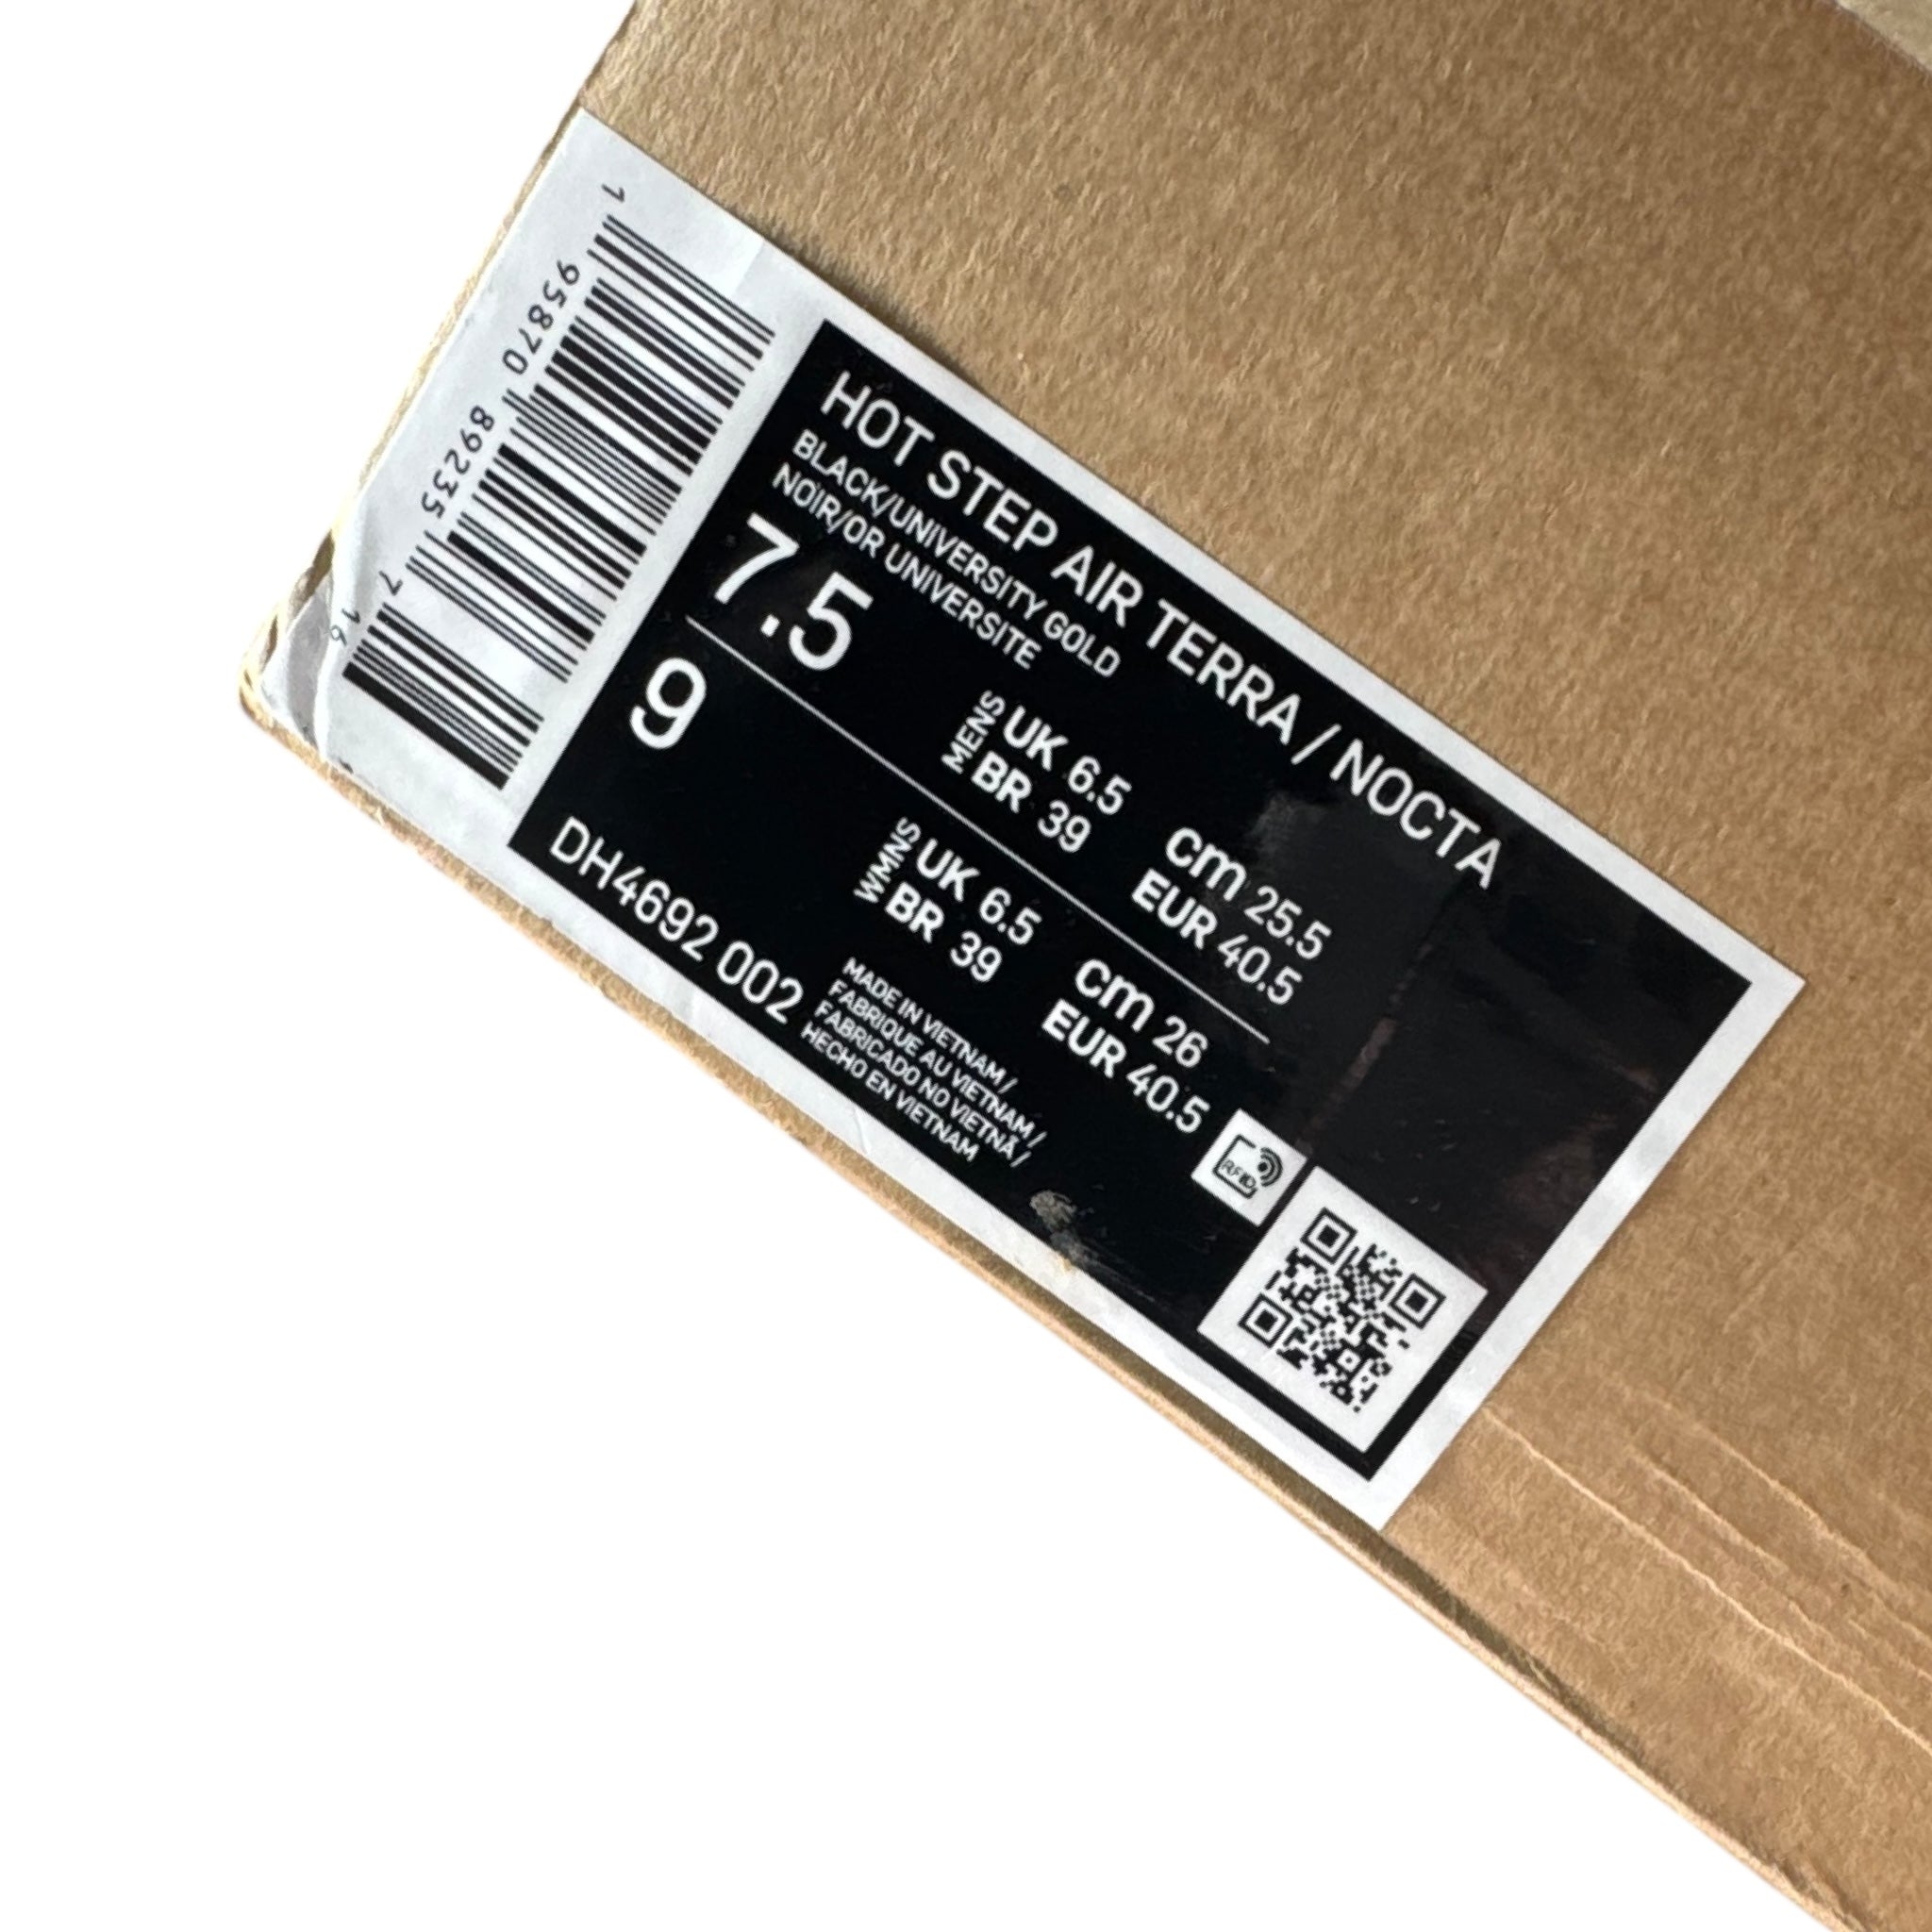 1 95870 89235 7 16
HOT STEP AIR TERRA / NOCTA
BLACK/UNIVERSITY GOLD
NOIR/OR UNIVERSITE
7.5
MENS
UK 6.5
BR 39
cm 25.5
EUR 40.5
9
WMNS
UK 6.5
BR 39
cm 26
EUR 40.5
DH4692 002
MADE IN VIETNAM/
FABRIQUE AU VIETNAM/
FABRICADO NO VIETNÃ/
HECHO EN VIETNAM
RFID